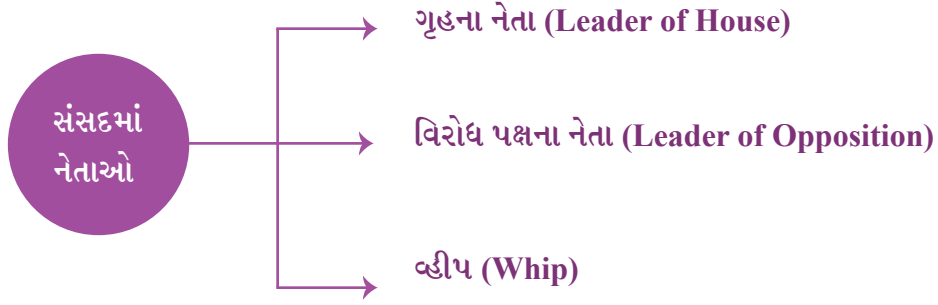 સંસદમાં
નેતાઓ
ગૃહના નેતા (Leader of House)
વિરોધ પક્ષના નેતા (Leader of Opposition)
વ્હીપ (Whip)